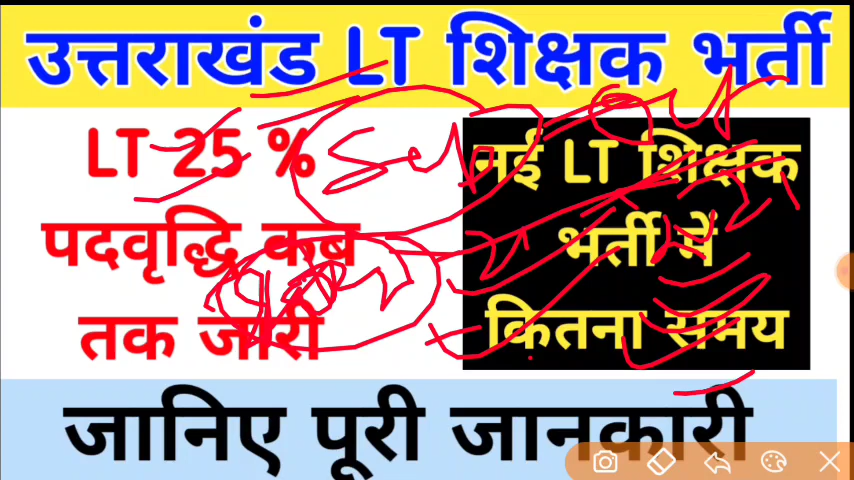 उत्तराखंड LT शिक्षक भर्ती
LT 25 %
पदवृद्धि कब
तक जारी
नई LT शिक्षक
भर्ती में
कितना समय
जानिए पूरी जानकारी